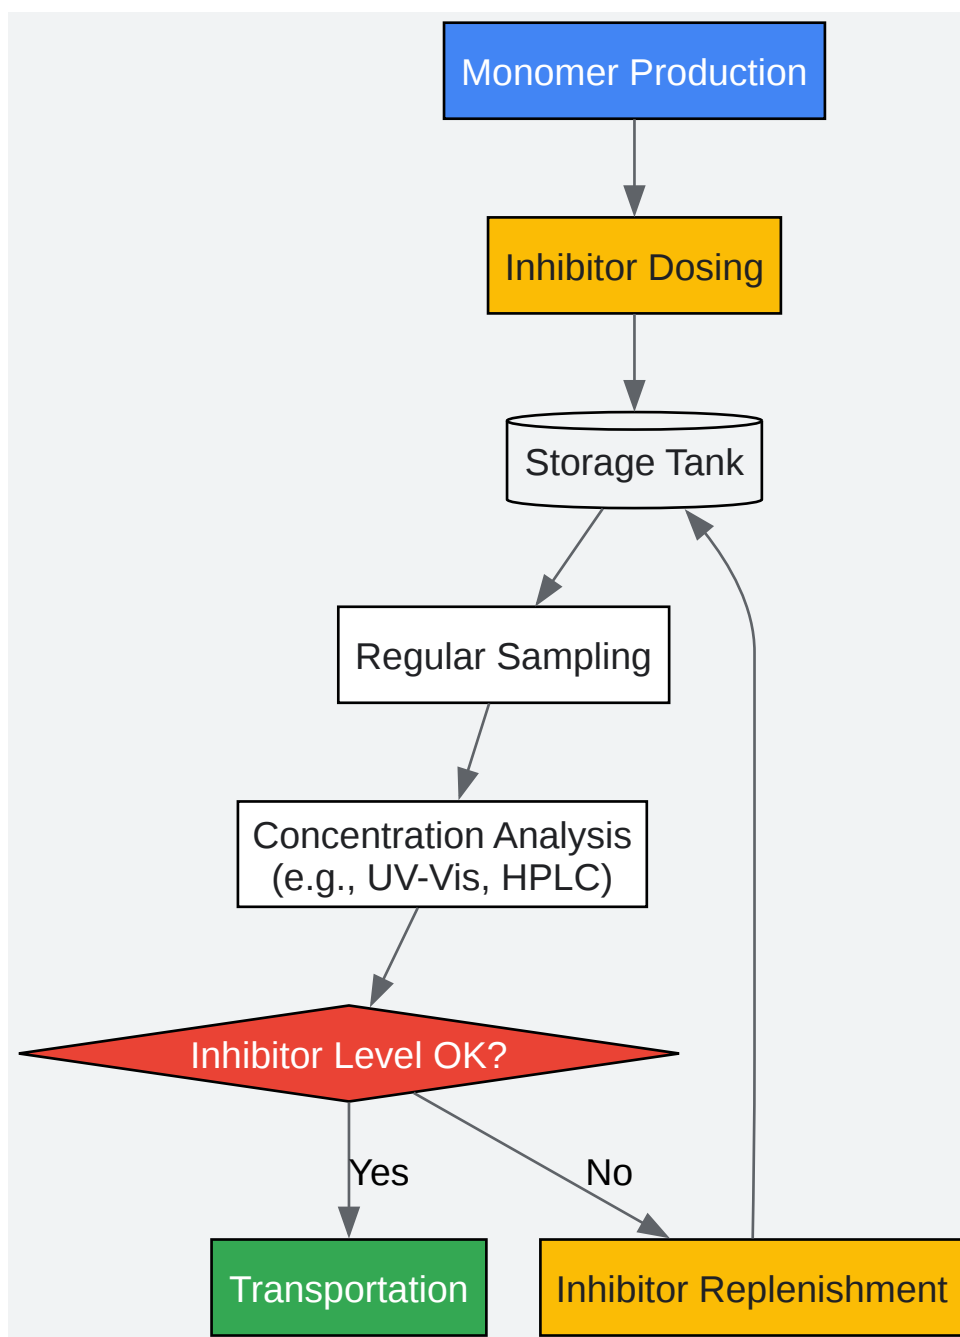 Monomer Production
Inhibitor Dosing
Storage Tank
Regular Sampling
Concentration Analysis
(e.g., UV-Vis, HPLC)
Inhibitor Level OK?
Yes
No
Transportation
Inhibitor Replenishment